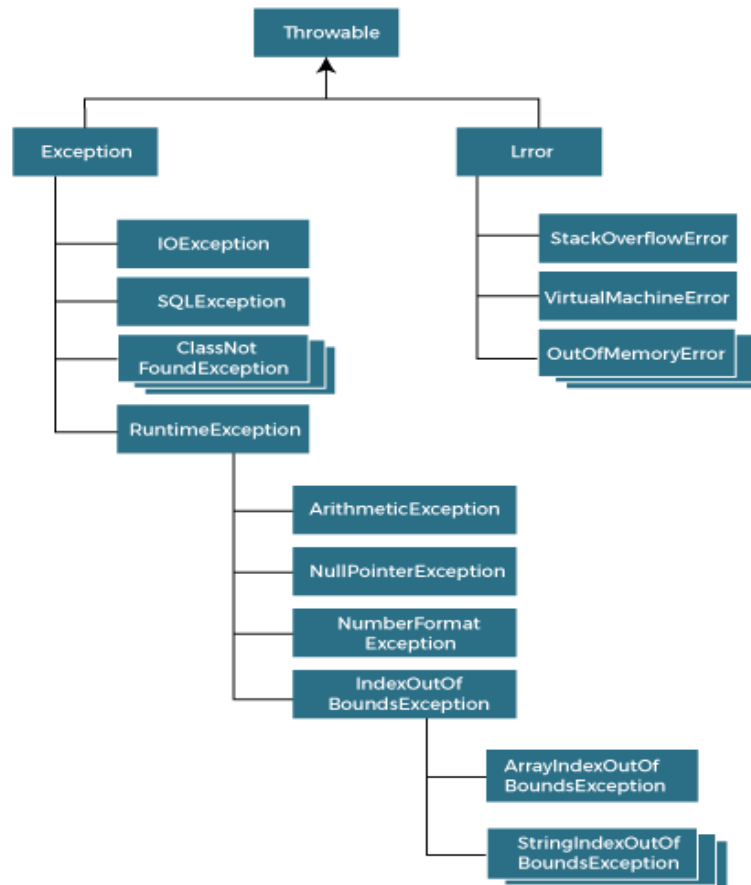 Throwable
Exception
Lrror
IOException
StackOverflowError
SQLException
VirtualMachineError
ClassNot
FoundException
OutOfMemoryError
RuntimeException
ArithmeticException
NullPointerException
NumberFormat
Exception
IndexOutOf
BoundsException
ArrayIndexOutOf
BoundsException
StringIndexOutOf
BoundsException